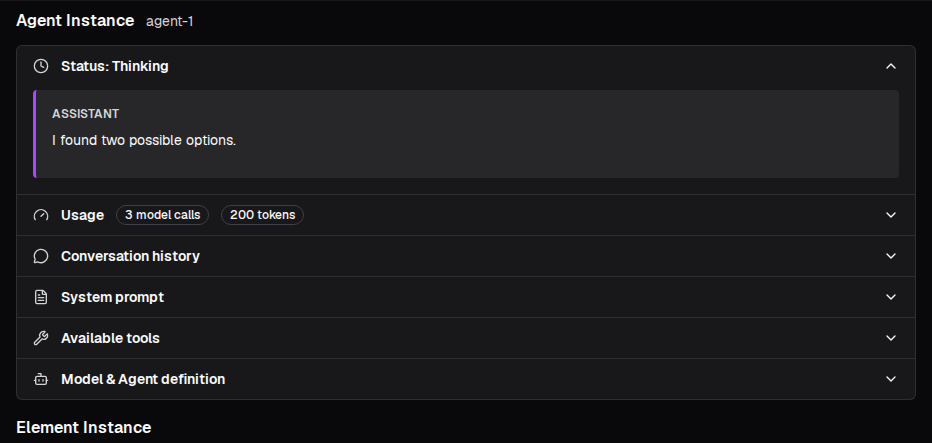 Agent Instance agent-1
Status: Thinking
ASSISTANT
I found two possible options.
Usage 3 model calls 200 tokens
Conversation history
System prompt
Available tools
Model & Agent definition
Element Instance